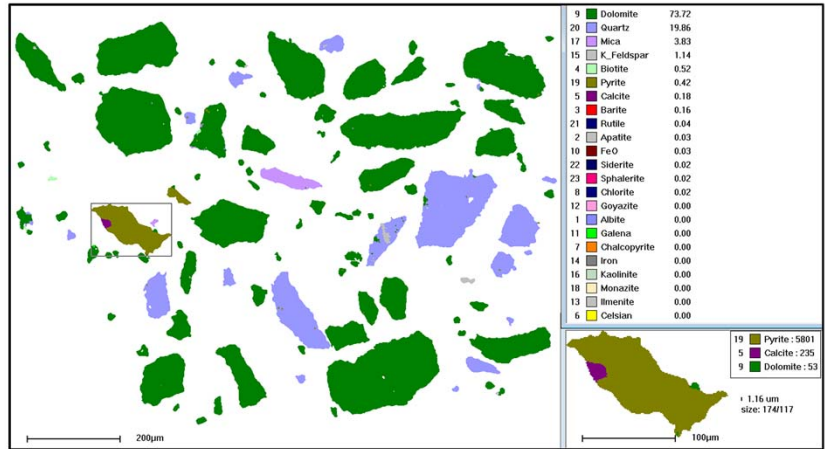 9 Dolomite 73.72
20 Quartz 19.86
17 Mica 3.83
15 K_Feldspar 1.14
4 Biotite 0.52
19 Pyrite 0.42
5 Calcite 0.18
3 Barite 0.16
21 Rutile 0.04
2 Apatite 0.03
10 FeO 0.03
22 Siderite 0.02
23 Sphalerite 0.02
8 Chlorite 0.02
12 Goyazite 0.00
1 Albite 0.00
11 Galena 0.00
7 Chalcopyrite 0.00
14 Iron 0.00
16 Kaolinite 0.00
18 Monazite 0.00
13 Ilmenite 0.00
6 Celsian 0.00
200µm
19 Pyrite : 5801
5 Calcite : 235
9 Dolomite : 53
1.16 um
size: 174/117
100µm